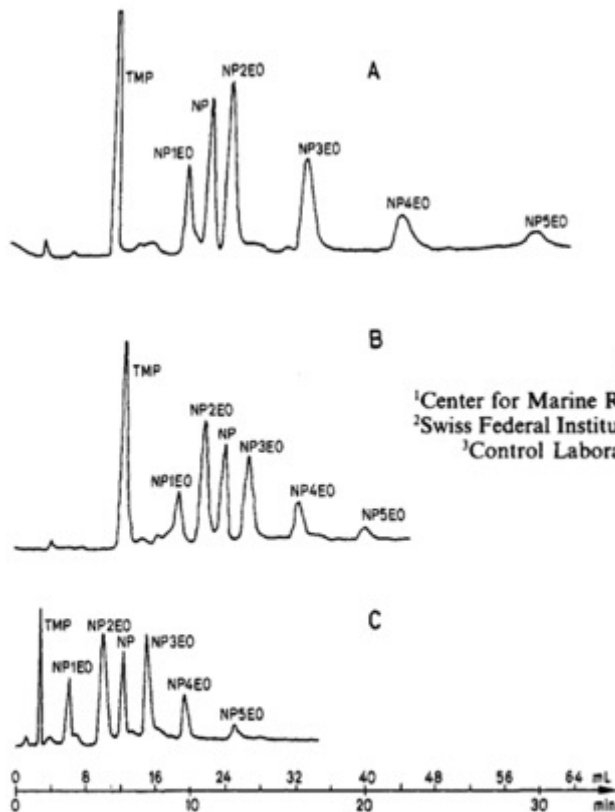 A
TMP
NP1EO
NP
NP2EO
NP3EO
NP4EO
NP5EO
B
TMP
NP1EO
NP2EO
NP
NP3EO
NP4EO
NP5EO
¹Center for Marine R
²Swiss Federal Institu
³Control Labora
C
TMP
NP1EO
NP2EO
NP
NP3EO
NP4EO
NP5EO
0 8 16 24 32 40 48 56 64 mL
0 10 20 30 min